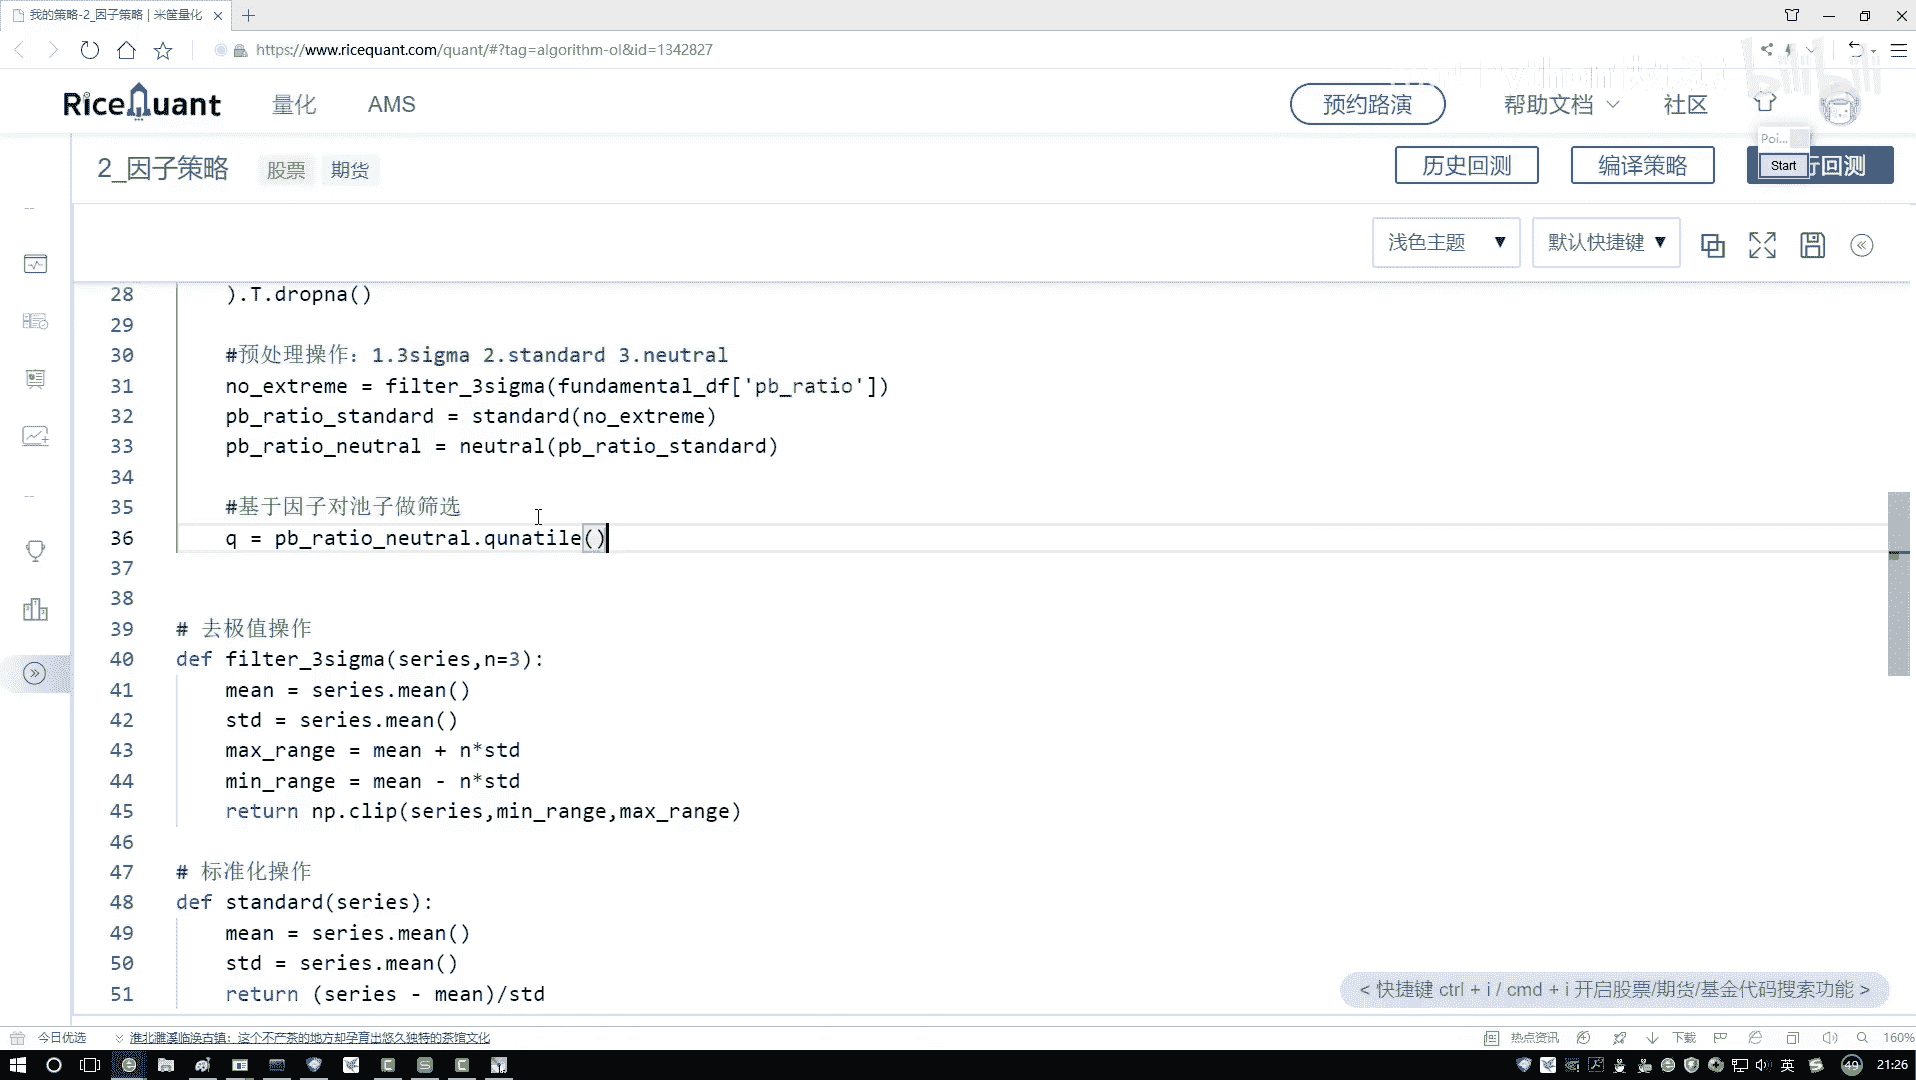 我的策略-2_因子策略 | 米筐量化
https://www.ricequant.com/quant/#?tag=algorithm-ol&id=1342827
RiceQuant 量化 AMS 预约路演 帮助文档 社区
Poi...
2_因子策略 股票 期货 历史回测 编译策略 Start 行回测
浅色主题 ▼ 默认快捷键 ▼
28 ).T.dropna()
29
30 #预处理操作：1.3sigma 2.standard 3.neutral
31 no_extreme = filter_3sigma(fundamental_df['pb_ratio'])
32 pb_ratio_standard = standard(no_extreme)
33 pb_ratio_neutral = neutral(pb_ratio_standard)
34
35 #基于因子对池子做筛选
36 q = pb_ratio_neutral.qunatile()
37
38
39 # 去极值操作
40 def filter_3sigma(series,n=3):
41 mean = series.mean()
42 std = series.mean()
43 max_range = mean + n*std
44 min_range = mean - n*std
45 return np.clip(series,min_range,max_range)
46
47 # 标准化操作
48 def standard(series):
49 mean = series.mean()
50 std = series.mean()
51 return (series - mean)/std
< 快捷键 ctrl + i / cmd + i 开启股票/期货/基金代码搜索功能 >
今日优选 淮北濉溪临涣古镇：这个不产茶的地方却孕育出悠久独特的茶馆文化 热点资讯 下载 160%
英 49 21:26